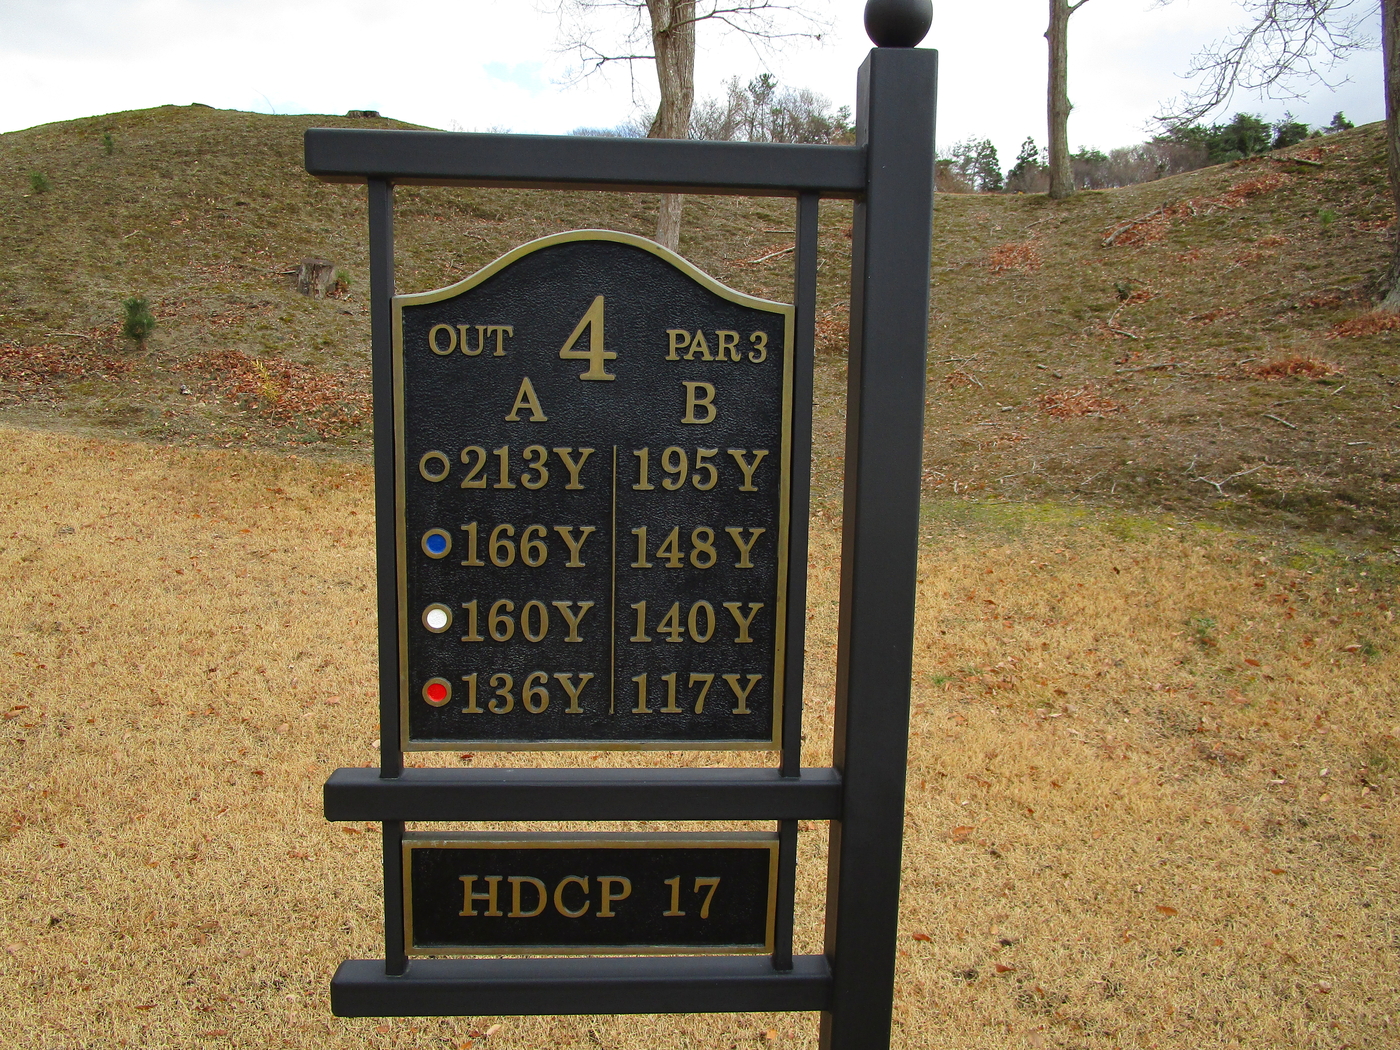 OUT 4 PAR 3
A B
213Y 195Y
166Y 148Y
160Y 140Y
136Y 117Y
HDCP 17